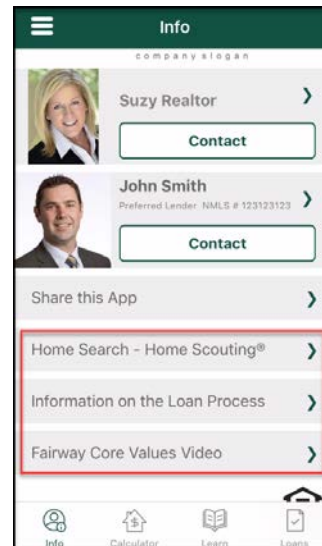 Info
company slogan
Suzy Realtor
Contact
John Smith
Preferred Lender NMLS # 123123123
Contact
Share this App
Home Search - Home Scouting®
Information on the Loan Process
Fairway Core Values Video
Info Calculator Learn Loans